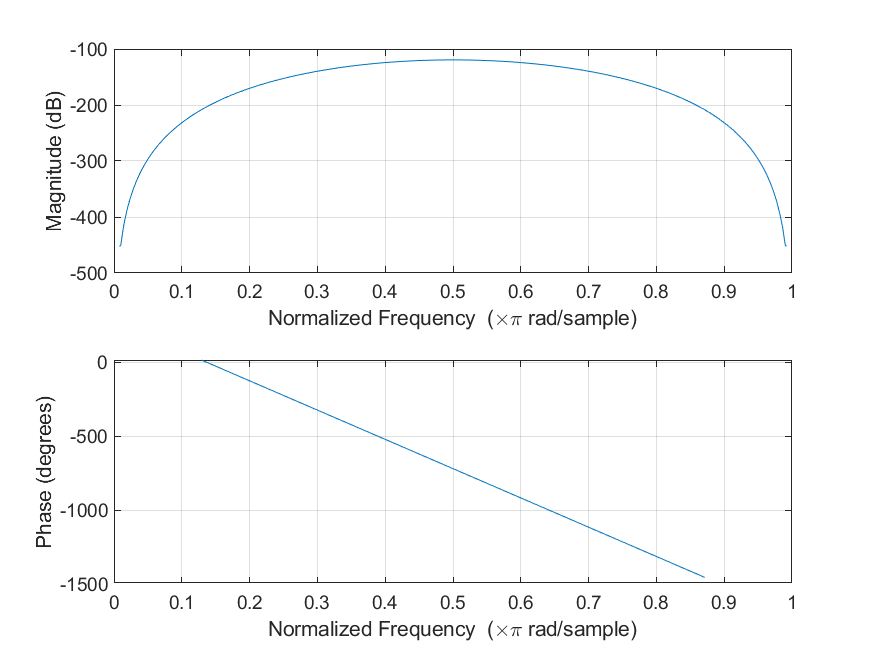 -100
-200
-300
-400
-500
Magnitude (dB)
0 0.1 0.2 0.3 0.4 0.5 0.6 0.7 0.8 0.9 1
Normalized Frequency (×π rad/sample)
0
-500
-1000
-1500
Phase (degrees)
0 0.1 0.2 0.3 0.4 0.5 0.6 0.7 0.8 0.9 1
Normalized Frequency (×π rad/sample)